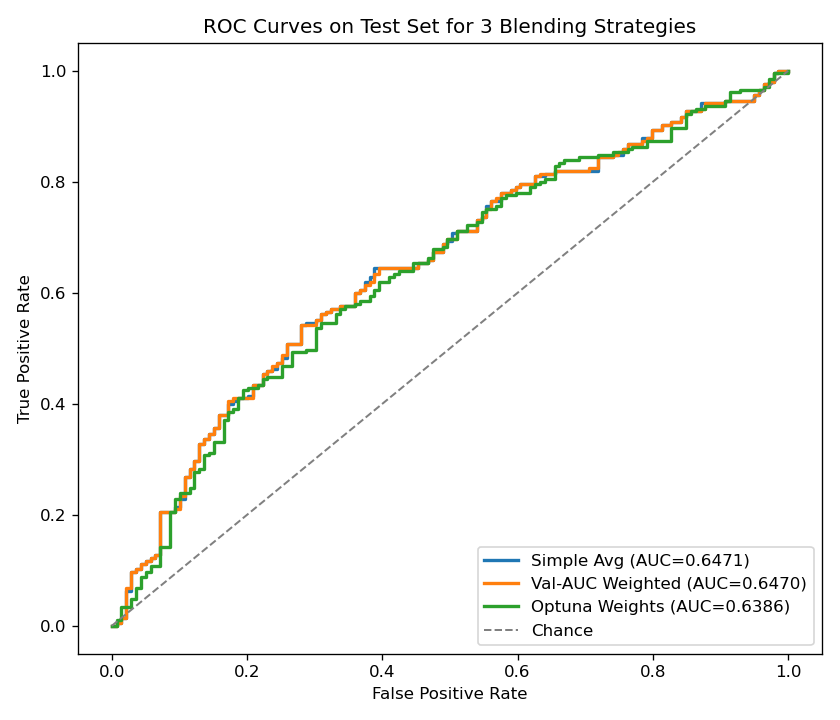 ROC Curves on Test Set for 3 Blending Strategies
True Positive Rate
1.0
0.8
0.6
0.4
0.2
0.0
Simple Avg (AUC=0.6471)
Val-AUC Weighted (AUC=0.6470)
Optuna Weights (AUC=0.6386)
Chance
0.0 0.2 0.4 0.6 0.8 1.0
False Positive Rate